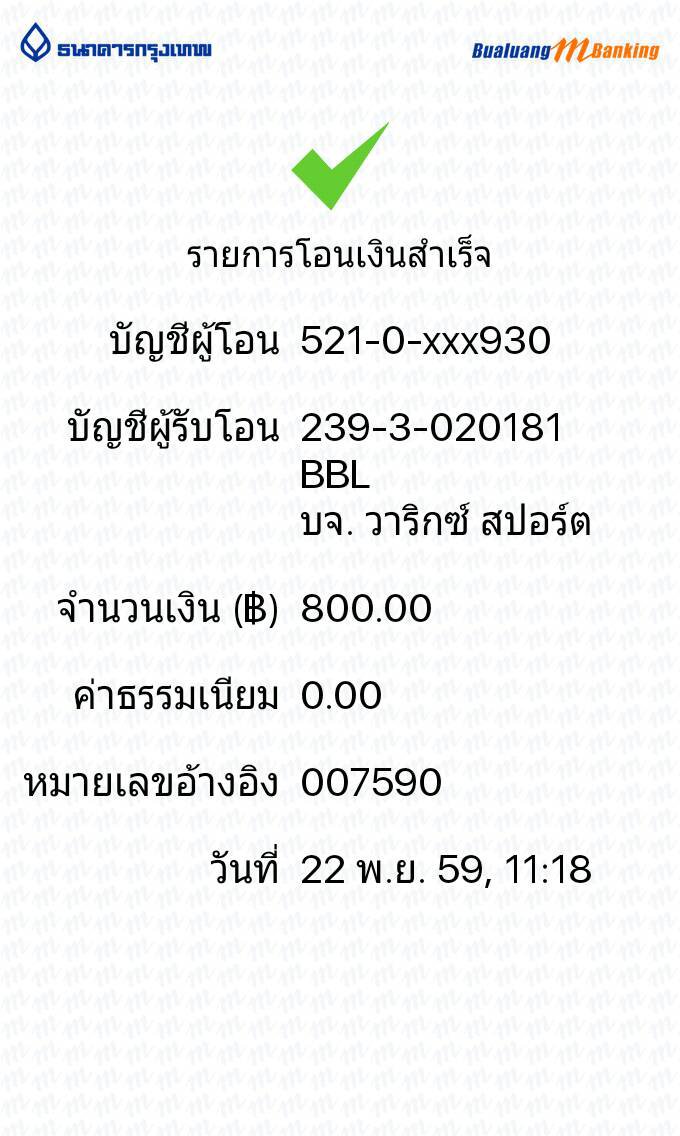 ธนาคารกรุงเทพ
Bualuang mBanking
รายการโอนเงินสำเร็จ
บัญชีผู้โอน 521-0-xxx930
บัญชีผู้รับโอน 239-3-020181
BBL
บจ. วาริกซ์ สปอร์ต
จำนวนเงิน (฿) 800.00
ค่าธรรมเนียม 0.00
หมายเลขอ้างอิง 007590
วันที่ 22 พ.ย. 59, 11:18